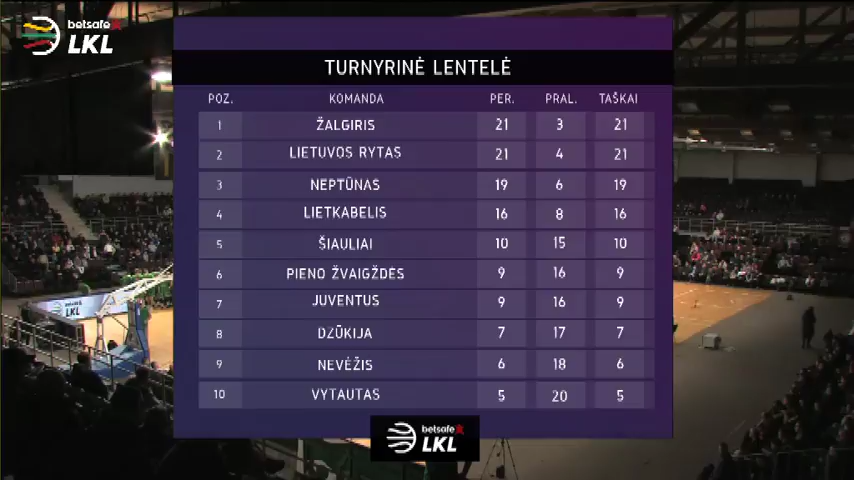 betsafe
LKL
TURNYRINĖ LENTELĖ
POZ. KOMANDA PER. PRAL. TAŠKAI
1 ŽALGIRIS 21 3 21
2 LIETUVOS RYTAS 21 4 21
3 NEPTŪNAS 19 6 19
4 LIETKABELIS 16 8 16
5 ŠIAULIAI 10 15 10
6 PIENO ŽVAIGŽDĖS 9 16 9
7 JUVENTUS 9 16 9
8 DZŪKIJA 7 17 7
9 NEVĖŽIS 6 18 6
10 VYTAUTAS 5 20 5
betsafe
LKL
LKL